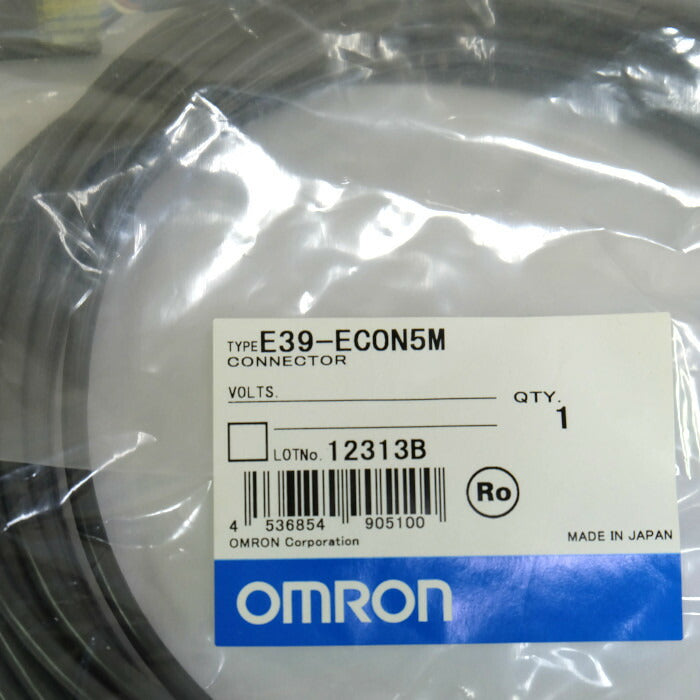 TYPE E39-ECON5M
CONNECTOR
VOLTS.
QTY.
1
LOTNo. 12313B
4 536854 905100
Ro
OMRON Corporation
MADE IN JAPAN
OMRON